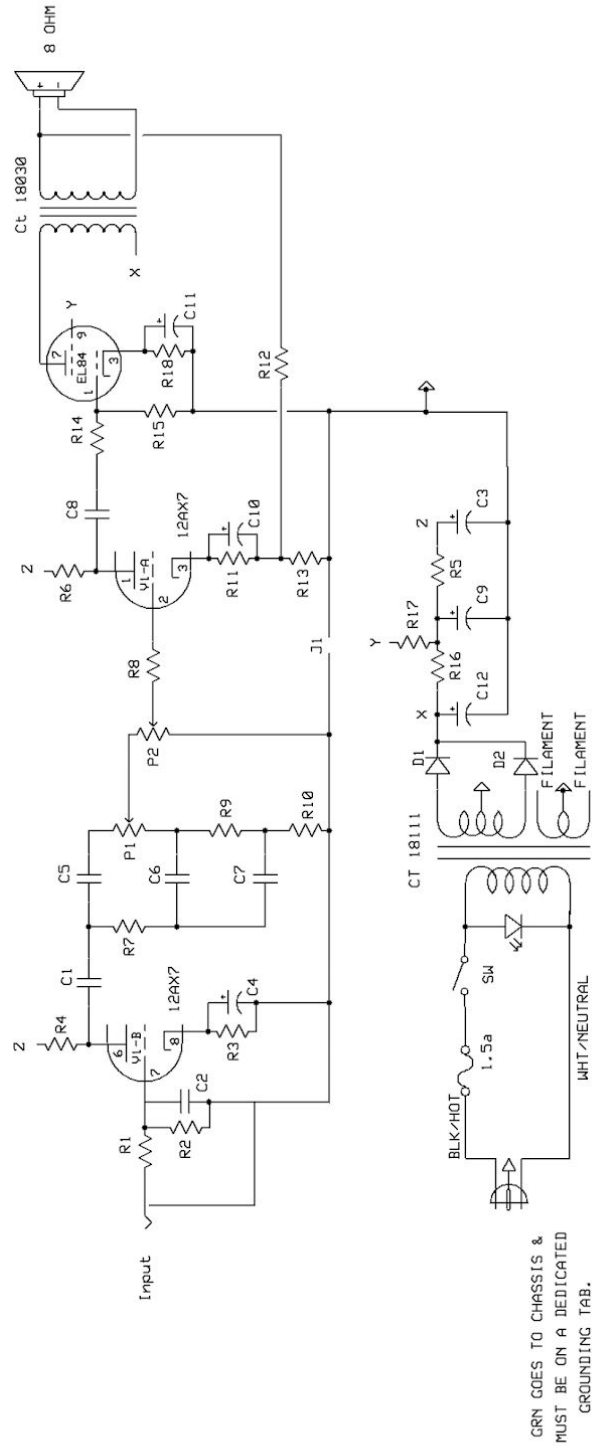 8 OHM
+
-
Ct 18030
X
Y
7
9
EL84
1
3
+
C11
R18
R14
R15
R12
C8
Z
R6
12AX7
1
V1-A
2
3
+
C10
R11
R13
R8
P2
J1
C5
P1
R9
R10
C6
C7
R7
C1
Z
R4
12AX7
6
V1-B
7
8
+
C4
R3
C2
R2
R1
Input
Z
+
C3
R5
R17
+
C9
Y
R16
+
C12
X
D1
D2
FILAMENT
FILAMENT
CT 18111
SW
1.5a
BLK/HOT
WHT/NEUTRAL
GRN GOES TO CHASSIS &
MUST BE ON A DEDICATED
GROUNDING TAB.